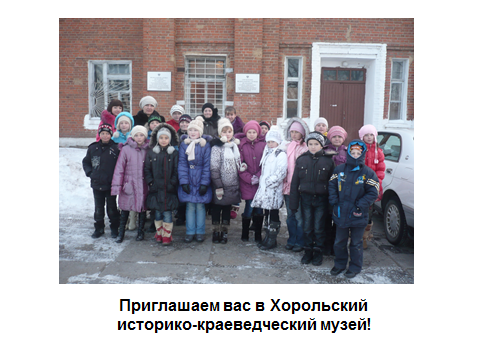 Приглашаем вас в Хорольский
историко-краеведческий музей!